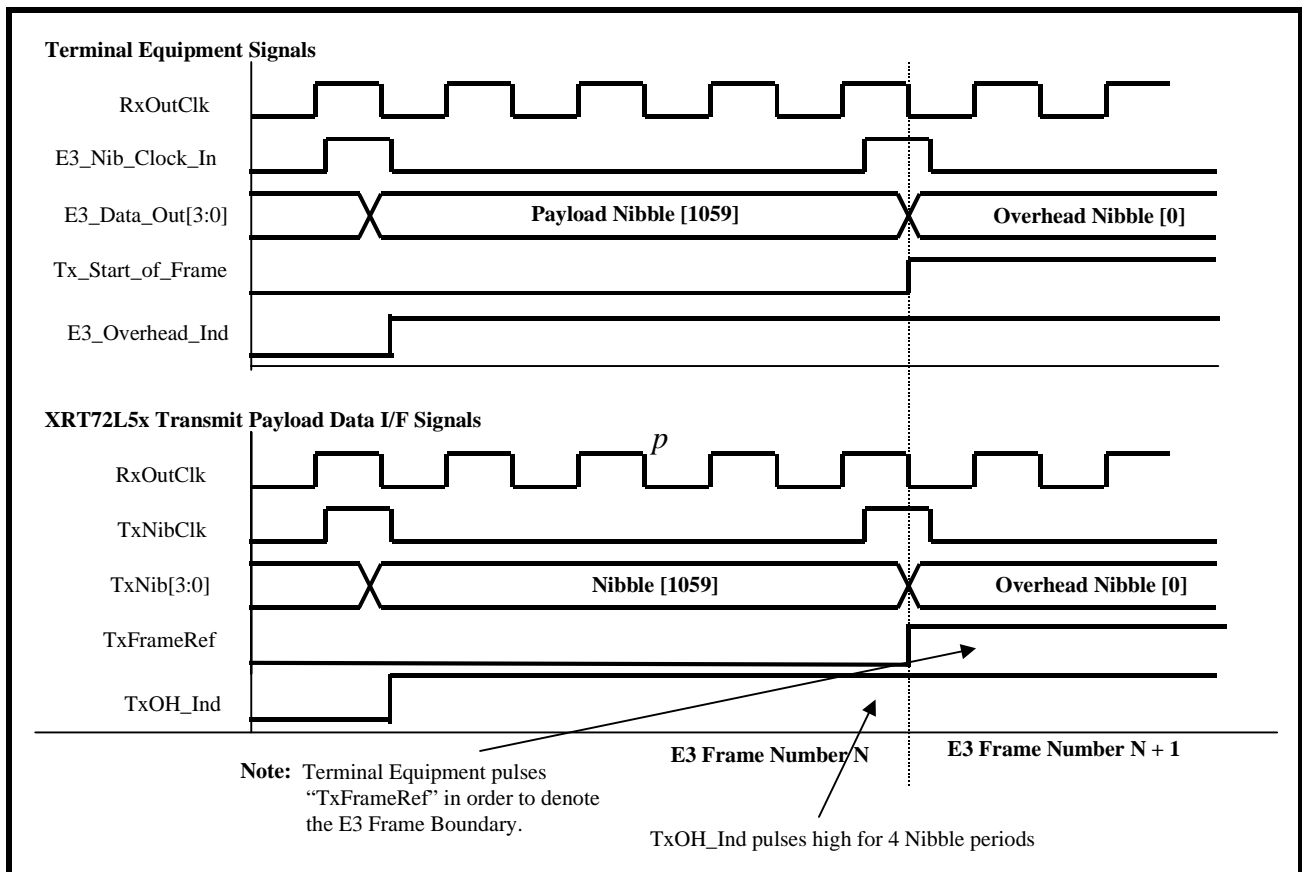 Terminal Equipment Signals
RxOutClk
E3_Nib_Clock_In
E3_Data_Out[3:0]
Payload Nibble [1059]
Overhead Nibble [0]
Tx_Start_of_Frame
E3_Overhead_Ind
XRT72L5x Transmit Payload Data I/F Signals
p
RxOutClk
TxNibClk
TxNib[3:0]
Nibble [1059]
Overhead Nibble [0]
TxFrameRef
TxOH_Ind
E3 Frame Number N
E3 Frame Number N + 1
Note: Terminal Equipment pulses
“TxFrameRef” in order to denote
the E3 Frame Boundary.
TxOH_Ind pulses high for 4 Nibble periods